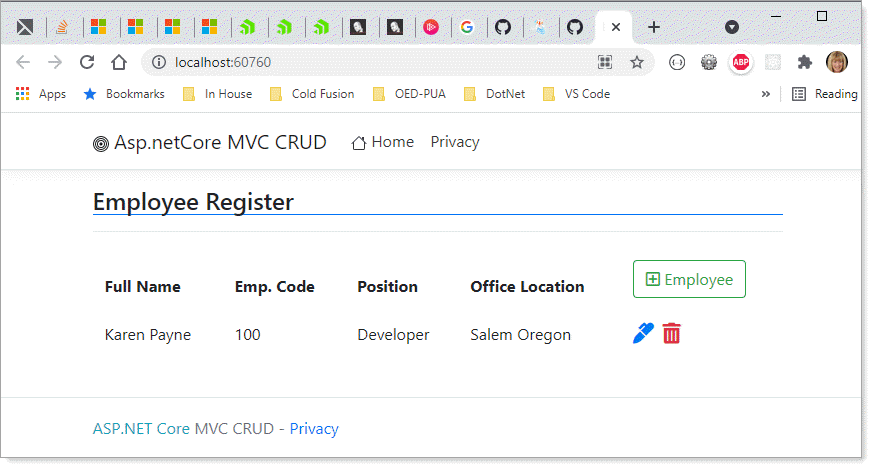 localhost:60760
ABP
Apps Bookmarks In House Cold Fusion OED-PUA DotNet VS Code » Reading
Asp.netCore MVC CRUD Home Privacy
Employee Register
Full Name Emp. Code Position Office Location Employee
Karen Payne 100 Developer Salem Oregon
ASP.NET Core MVC CRUD - Privacy